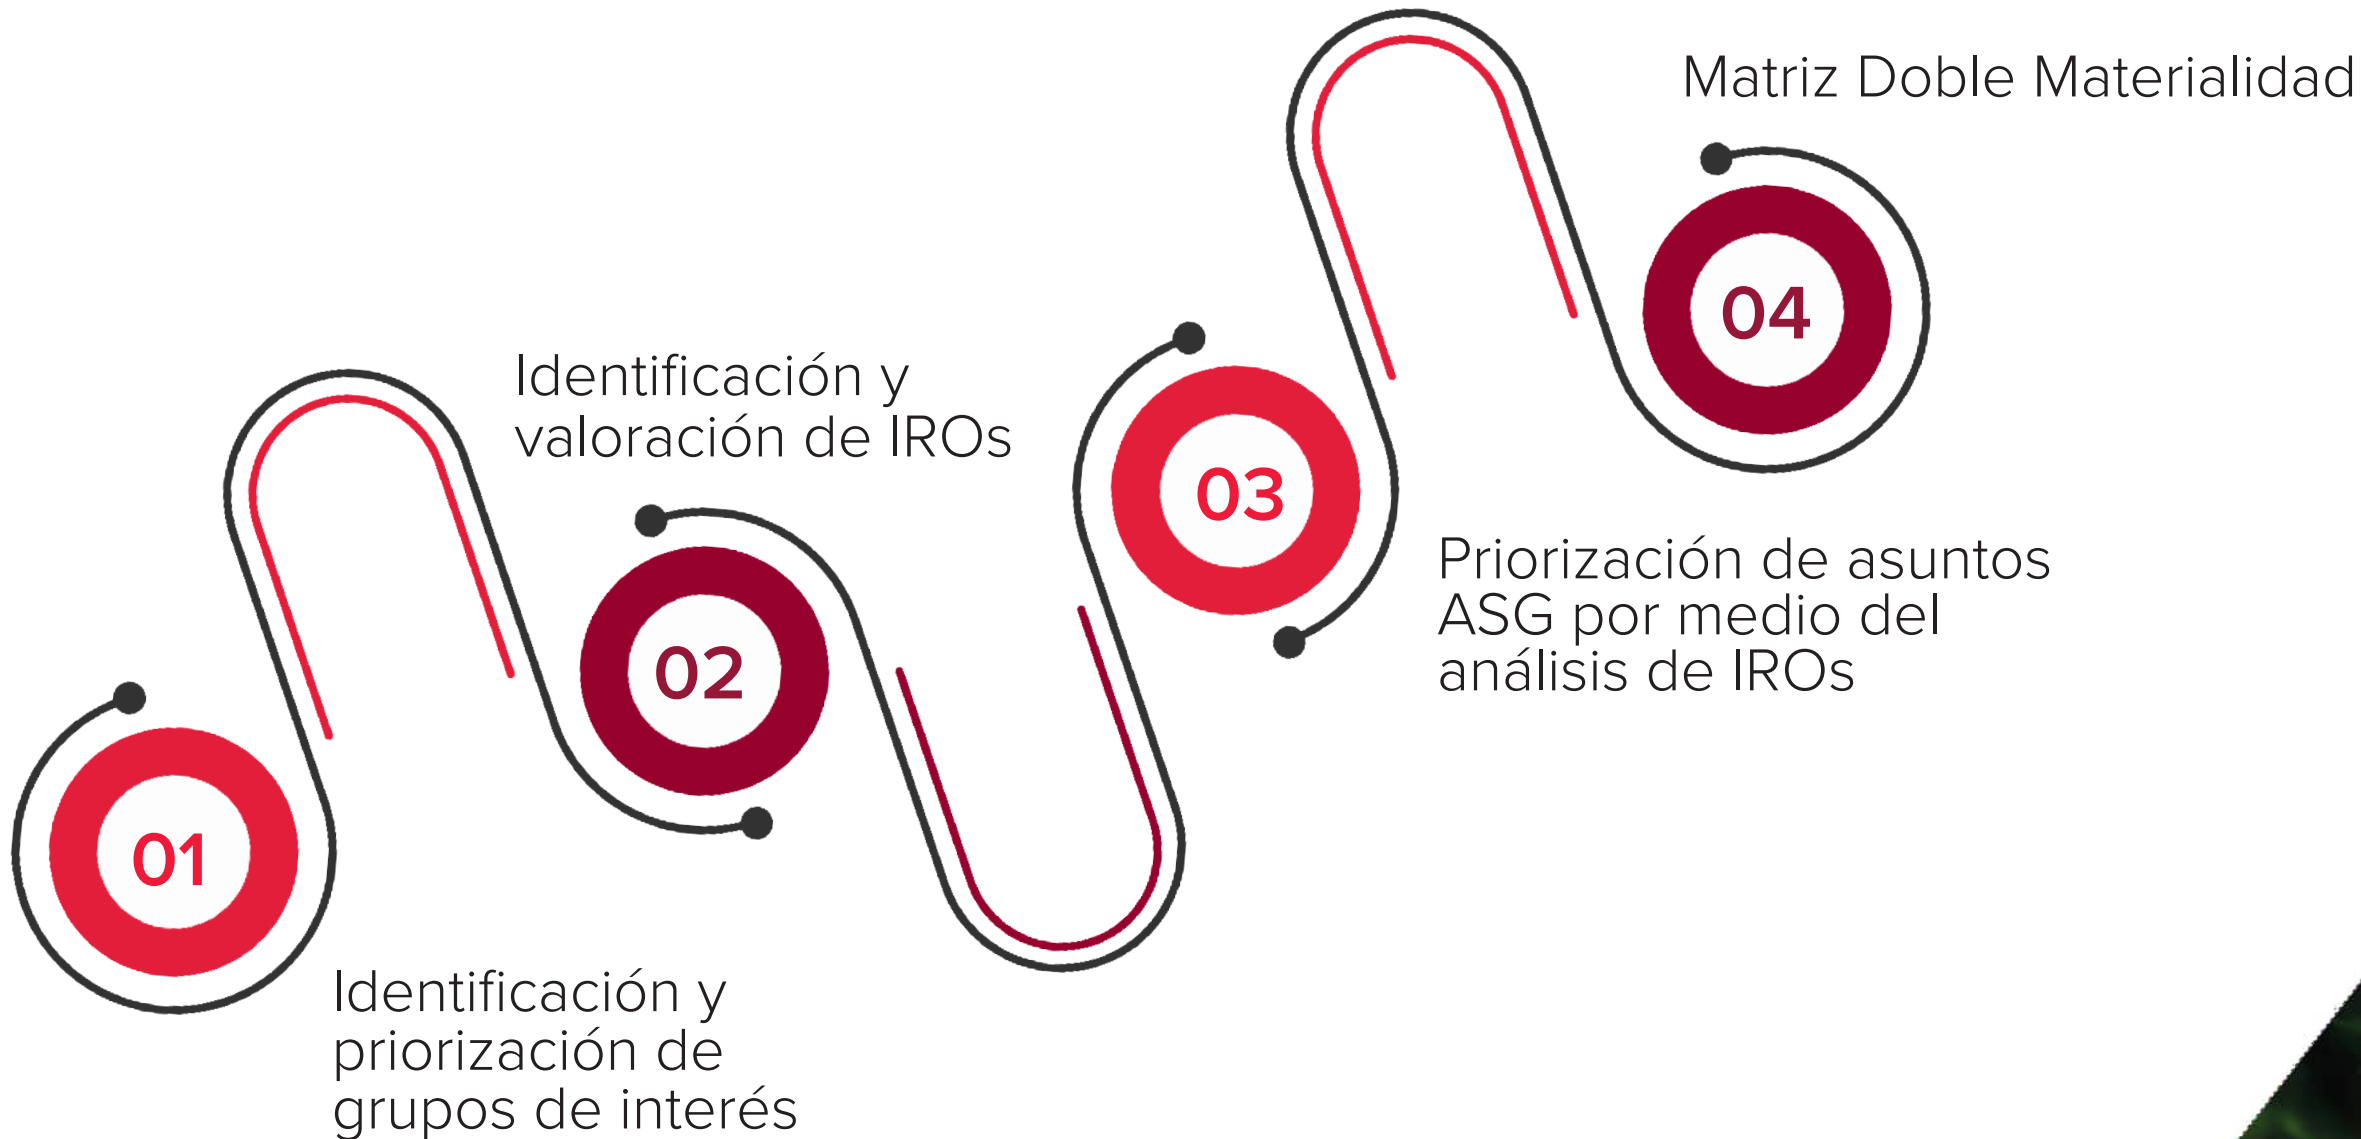 01
Identificación y
priorización de
grupos de interés
02
Identificación y
valoración de IROs
03
Priorización de asuntos
ASG por medio del
análisis de IROs
04
Matriz Doble Materialidad